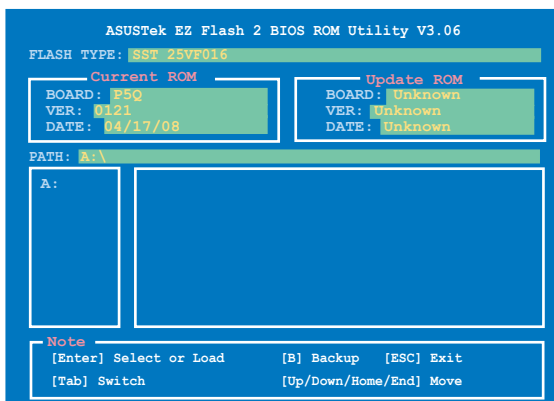 ASUSTek EZ Flash 2 BIOS ROM Utility V3.06
FLASH TYPE: SST 25VF016
Current ROM
BOARD: P5Q
VER: 0121
DATE: 04/17/08
Update ROM
BOARD: Unknown
VER: Unknown
DATE: Unknown
PATH: A:\
A:
Note
[Enter] Select or Load [B] Backup [ESC] Exit
[Tab] Switch [Up/Down/Home/End] Move